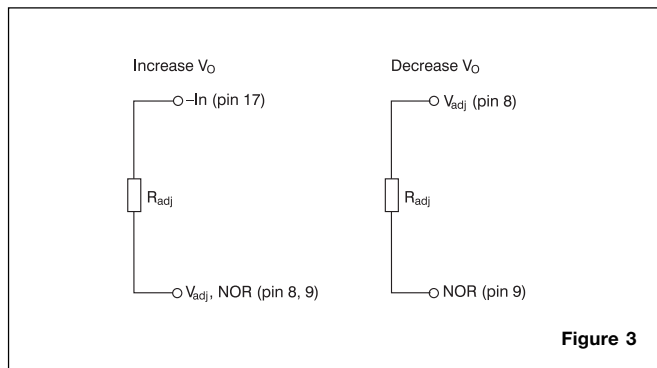 Increase VO
–In (pin 17)
Radj
Vadj, NOR (pin 8, 9)
Decrease VO
Vadj (pin 8)
Radj
NOR (pin 9)
Figure 3